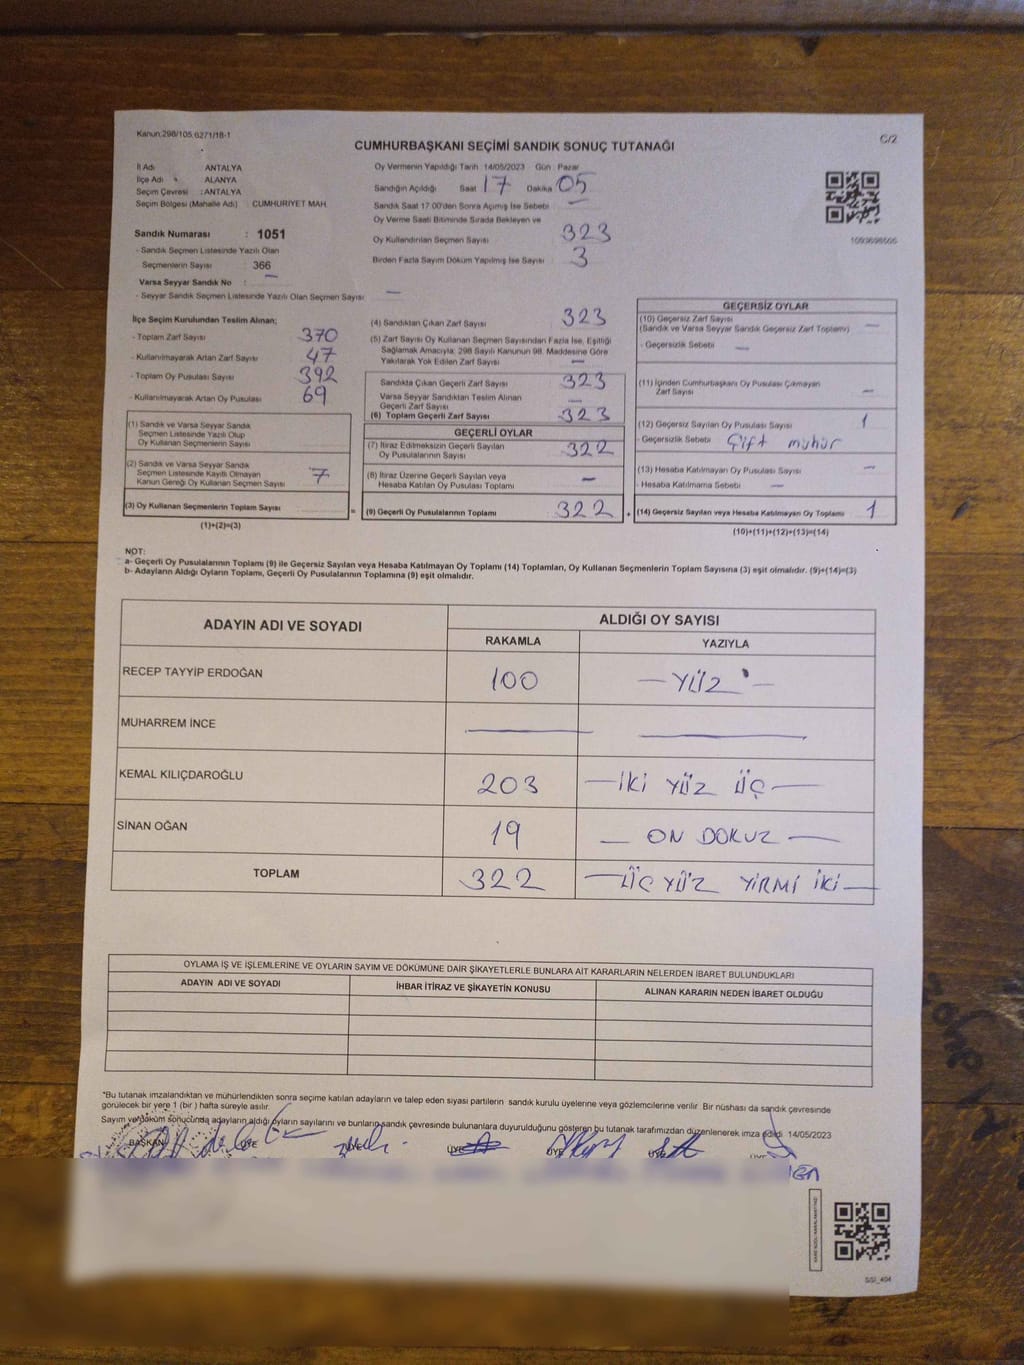 Kanun:298/105,6271/18-1
C/2
CUMHURBAŞKANI SEÇİMİ SANDIK SONUÇ TUTANAĞI
İl Adı ANTALYA
İlçe Adı ALANYA
Seçim Çevresi : ANTALYA
Seçim Bölgesi (Mahalle Adı) : CUMHURİYET MAH.
Sandık Numarası : 1051
- Sandık Seçmen Listesinde Yazılı Olan
Seçmenlerin Sayısı 366
Varsa Seyyar Sandık No : —
- Seyyar Sandık Seçmen Listesinde Yazılı Olan Seçmen Sayısı —
Oy Vermenin Yapıldığı Tarih 14/05/2023 Gün : Pazar
Sandığın Açıldığı Saat 17 Dakika 05
Sandık Saat 17.00'den Sonra Açımış İse Sebebi : —
Oy Verme Saati Bitiminde Sırada Bekleyen ve
Oy Kullandırılan Seçmen Sayısı 323
Birden Fazla Sayım Döküm Yapılmış İse Sayısı 3
İlçe Seçim Kurulundan Teslim Alınan;
- Toplam Zarf Sayısı 370
- Kullanılmayarak Artan Zarf Sayısı 47
- Toplam Oy Pusulası Sayısı 392
- Kullanılmayarak Artan Oy Pusulası 69
(1) Sandık ve Varsa Seyyar Sandık
Seçmen Listesinde Yazılı Olup
Oy Kullanan Seçmenlerin Sayısı
(2) Sandık ve Varsa Seyyar Sandık
Seçmen Listesinde Kayıtlı Olmayan
Kanun Gereği Oy Kullanan Seçmen Sayısı 7
(3) Oy Kullanan Seçmenlerin Toplam Sayısı =
(1)+(2)=(3)
(4) Sandıktan Çıkan Zarf Sayısı 323
(5) Zarf Sayısı Oy Kullanan Seçmen Sayısından Fazla İse, Eşitliği
Sağlamak Amacıyla; 298 Sayılı Kanunun 98. Maddesine Göre
Yakılarak Yok Edilen Zarf Sayısı —
Sandıkta Çıkan Geçerli Zarf Sayısı 323
Varsa Seyyar Sandıktan Teslim Alınan
Geçerli Zarf Sayısı —
(6) Toplam Geçerli Zarf Sayısı 323
GEÇERLİ OYLAR
(7) İtiraz Edilmeksizin Geçerli Sayılan
Oy Pusulalarının Sayısı 322
(8) İtiraz Üzerine Geçerli Sayılan veya
Hesaba Katılan Oy Pusulası Toplamı —
(9) Geçerli Oy Pusulalarının Toplamı 322 +
1093698505
GEÇERSİZ OYLAR
(10) Geçersiz Zarf Sayısı
(Sandık ve Varsa Seyyar Sandık Geçersiz Zarf Toplamı) —
- Geçersizlik Sebebi —
(11) İçinden Cumhurbaşkanı Oy Pusulası Çıkmayan
Zarf Sayısı —
(12) Geçersiz Sayılan Oy Pusulası Sayısı 1
- Geçersizlik Sebebi Çift mühür
(13) Hesaba Katılmayan Oy Pusulası Sayısı —
- Hesaba Katılmama Sebebi —
(14) Geçersiz Sayılan veya Hesaba Katılmayan Oy Toplamı 1
(10)+(11)+(12)+(13)=(14)
NOT:
a- Geçerli Oy Pusulalarının Toplamı (9) ile Geçersiz Sayılan veya Hesaba Katılmayan Oy Toplamı (14) Toplamları, Oy Kullanan Seçmenlerin Toplam Sayısına (3) eşit olmalıdır. (9)+(14)=(3)
b- Adayların Aldığı Oyların Toplamı, Geçerli Oy Pusulalarının Toplamına (9) eşit olmalıdır.
ADAYIN ADI VE SOYADI ALDIĞI OY SAYISI
RAKAMLA YAZIYLA
RECEP TAYYİP ERDOĞAN 100 — YÜZ —
MUHARREM İNCE — —
KEMAL KILIÇDAROĞLU 203 — İKİ YÜZ ÜÇ —
SİNAN OĞAN 19 — ON DOKUZ —
TOPLAM 322 — ÜÇ YÜZ YİRMİ İKİ —
OYLAMA İŞ VE İŞLEMLERİNE VE OYLARIN SAYIM VE DÖKÜMÜNE DAİR ŞİKAYETLERLE BUNLARA AİT KARARLARIN NELERDEN İBARET BULUNDUKLARI
ADAYIN ADI VE SOYADI İHBAR İTİRAZ VE ŞİKAYETİN KONUSU ALINAN KARARIN NEDEN İBARET OLDUĞU
*Bu tutanak imzalandıktan ve mühürlendikten sonra seçime katılan adayların ve talep eden siyasi partilerin sandık kurulu üyelerine veya gözlemcilerine verilir. Bir nüshası da sandık çevresinde
görülecek bir yere 1 (bir ) hafta süreyle asılır.
Sayım ve döküm sonucunda adayların aldığı oyların sayılarını ve bunların sandık çevresinde bulunanlara duyurulduğunu gösteren bu tutanak tarafımızdan düzenlenerek imza edildi. 14/05/2023
BAŞKAN ÜYE ÜYE ÜYE ÜYE
SSİ_404